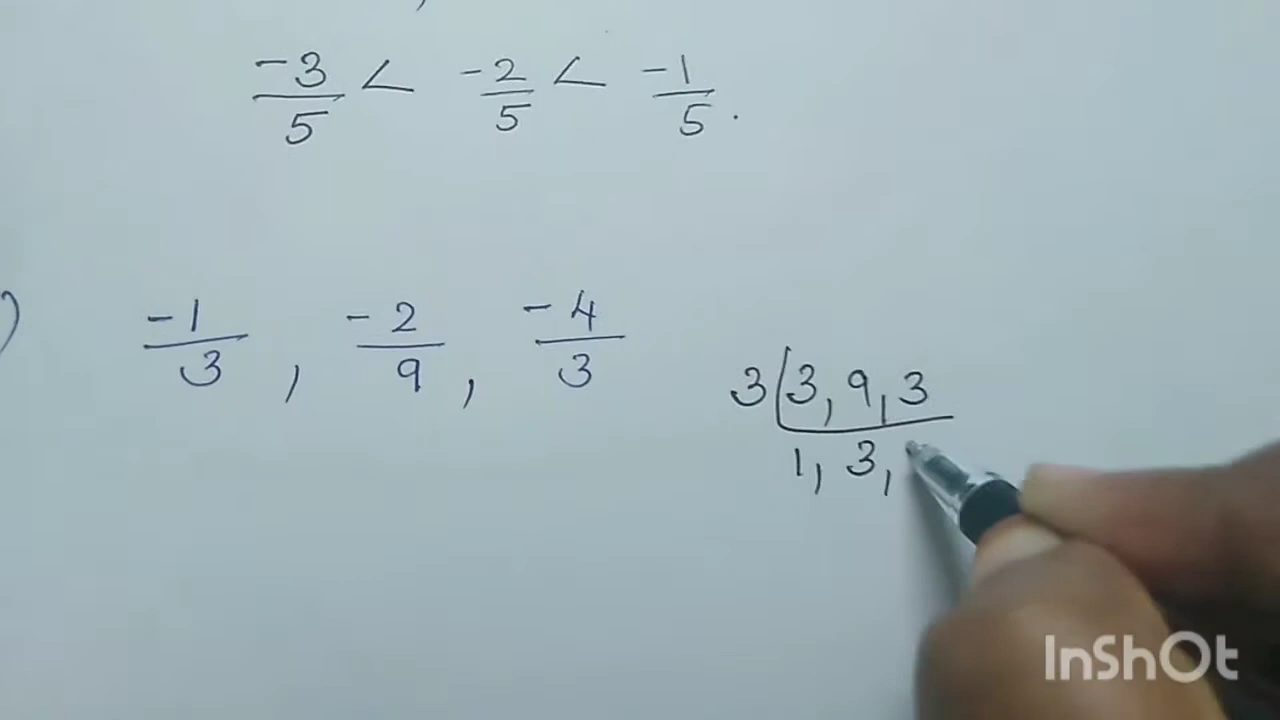 -3/5 < -2/5 < -1/5.
) -1/3 , -2/9 , -4/3
3 3, 9, 3
1, 3,
InShOt